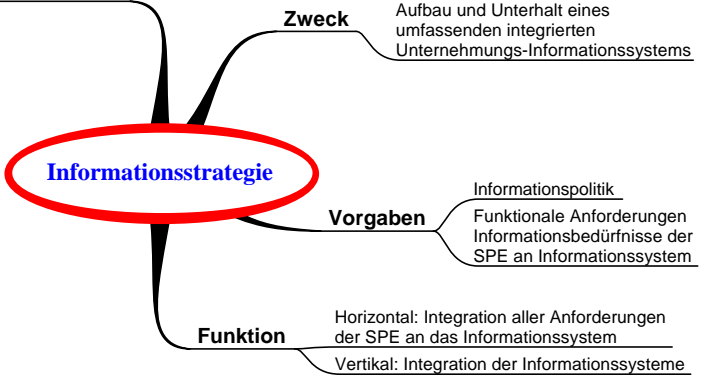 Zweck
Aufbau und Unterhalt eines
umfassenden integrierten
Unternehmungs-Informationssystems
Informationsstrategie
Vorgaben
Informationspolitik
Funktionale Anforderungen
Informationsbedürfnisse der
SPE an Informationssystem
Funktion
Horizontal: Integration aller Anforderungen
der SPE an das Informationssystem
Vertikal: Integration der Informationssysteme